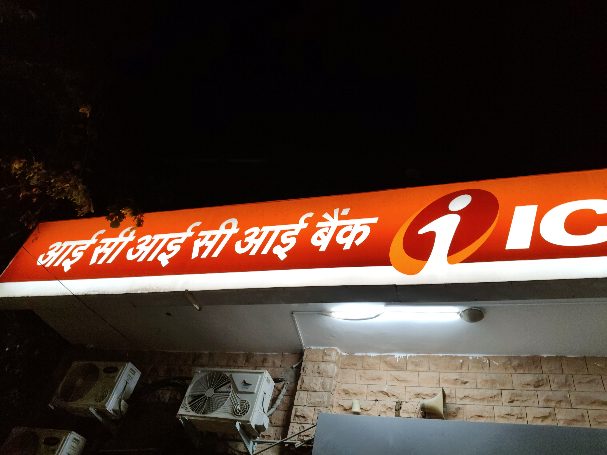 आई सी आई सी आई बैंक i IC